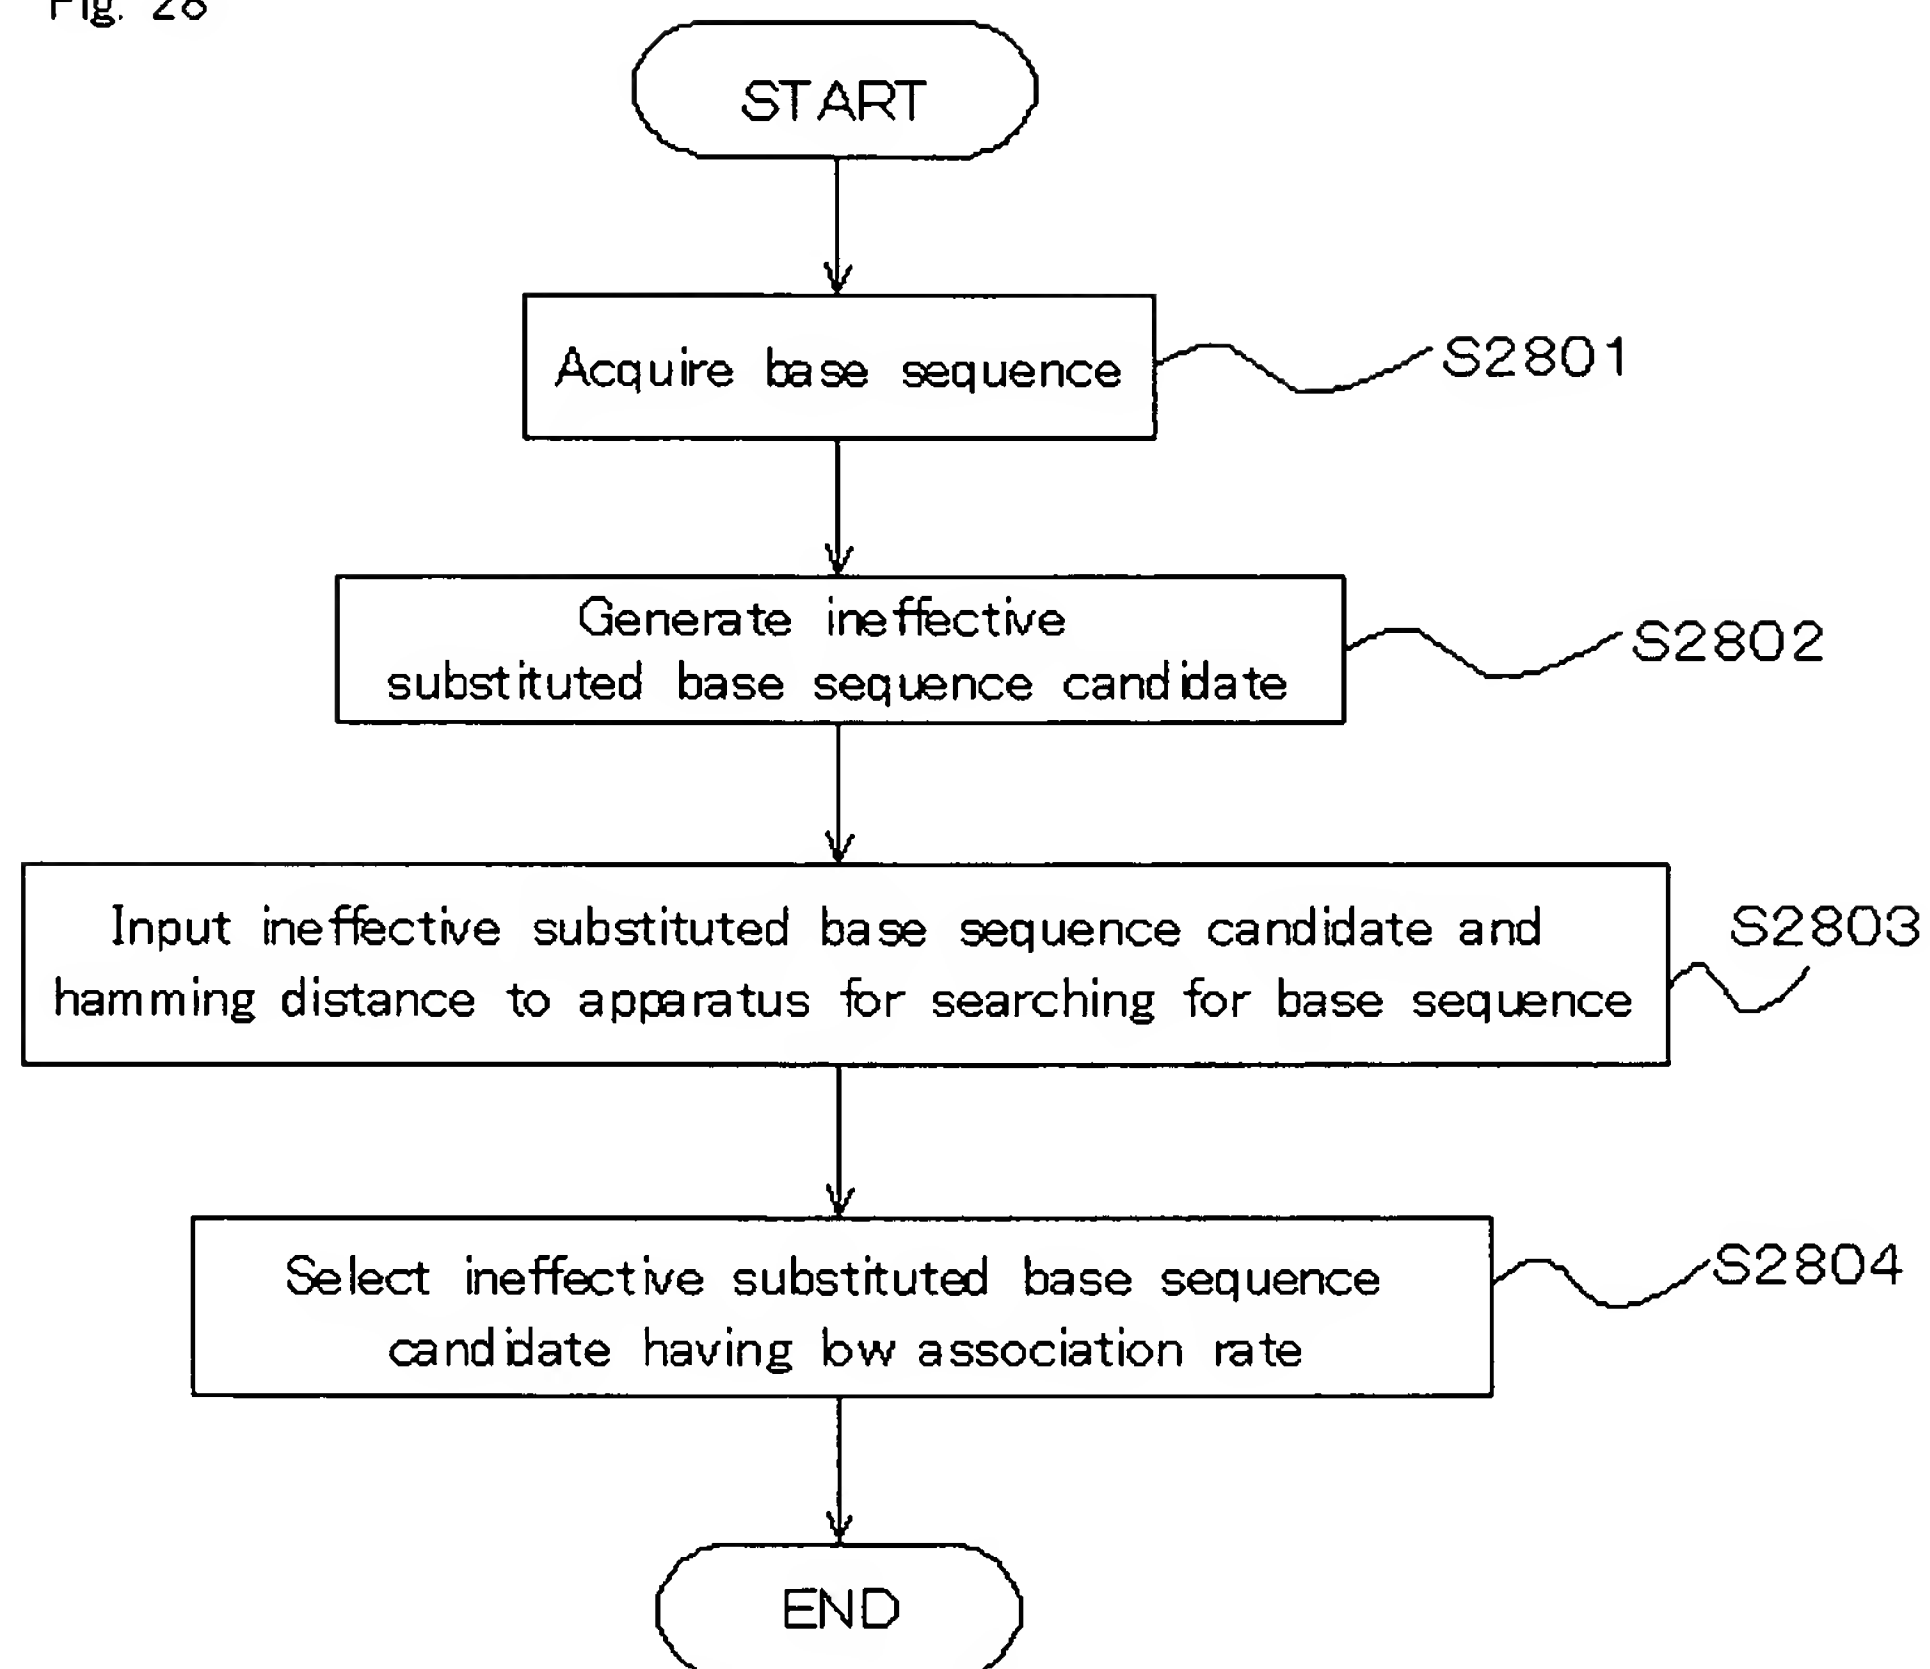 Fig. 28
START
Acquire base sequence
S2801
Generate ineffective
substituted base sequence candidate
S2802
Input ineffective substituted base sequence candidate and
hamming distance to apparatus for searching for base sequence
S2803
Select ineffective substituted base sequence
candidate having low association rate
S2804
END